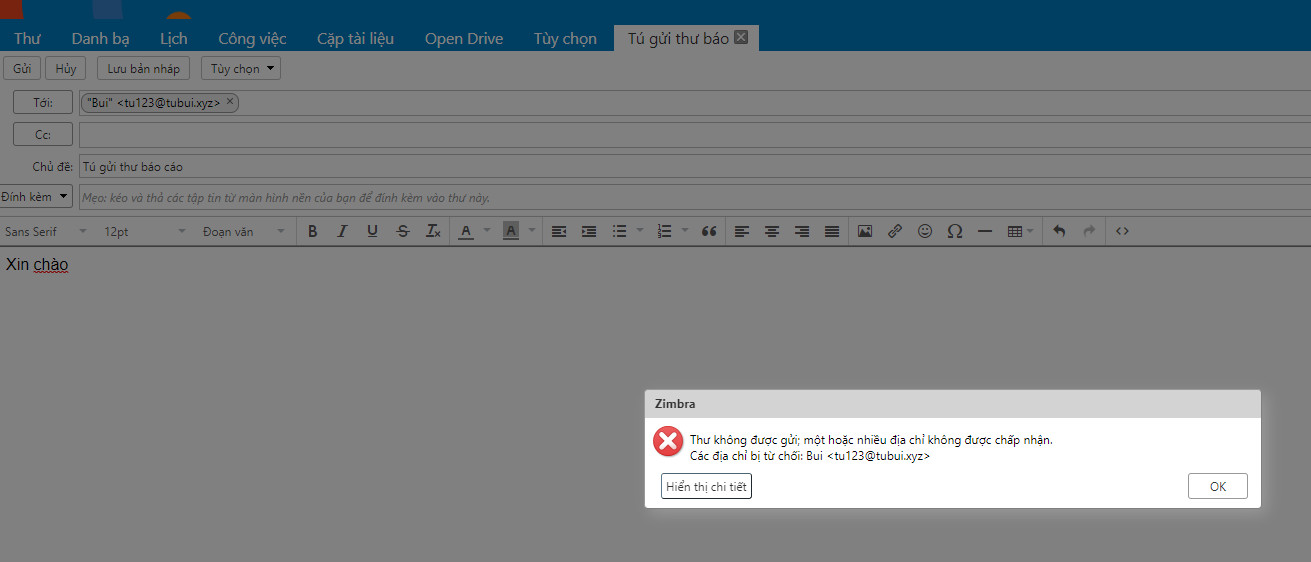 Thư Danh bạ Lịch Công việc Cặp tài liệu Open Drive Tùy chọn Tú gửi thư báo
Gửi Hủy Lưu bản nháp Tùy chọn
Tới: "Bui" <tu123@tubui.xyz>
Cc:
Chủ đề: Tú gửi thư báo cáo
Đính kèm Mẹo: kéo và thả các tập tin từ màn hình nền của bạn để đính kèm vào thư này.
Sans Serif 12pt Đoạn văn B I U S Tx A A
Xin chào
Zimbra
Thư không được gửi; một hoặc nhiều địa chỉ không được chấp nhận.
Các địa chỉ bị từ chối: Bui <tu123@tubui.xyz>
Hiển thị chi tiết OK